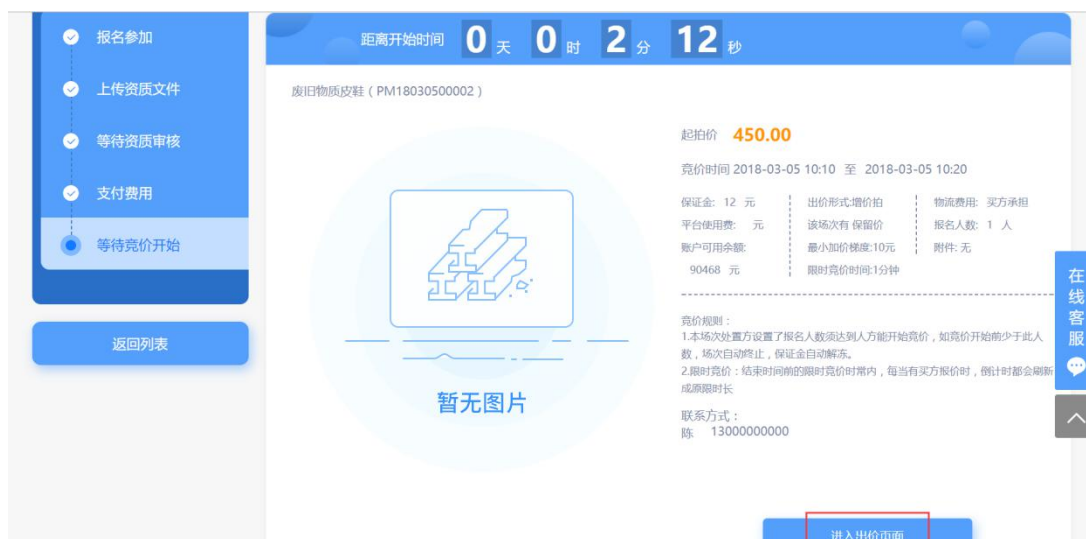 报名参加
上传资质文件
等待资质审核
支付费用
等待竞价开始
返回列表
距离开始时间 0 天 0 时 2 分 12 秒
废旧物质皮鞋（PM18030500002）
暂无图片
起拍价 450.00
竞价时间 2018-03-05 10:10 至 2018-03-05 10:20
保证金: 12 元 出价形式:增价拍 物流费用: 买方承担
平台使用费: 元 该场次有 保留价 报名人数: 1 人
账户可用余额: 最小加价梯度:10元 附件: 无
90468 元 限时竞价时间:1分钟
竞价规则：
1.本场次处置方设置了报名人数须达到人方能开始竞价，如竞价开始前少于此人
数，场次自动终止，保证金自动解冻。
2.限时竞价：结束时间前的限时竞价时常内，每当有买方报价时，倒计时都会刷新
成原限时长
联系方式：
陈 13000000000
进入出价页面
在线客服